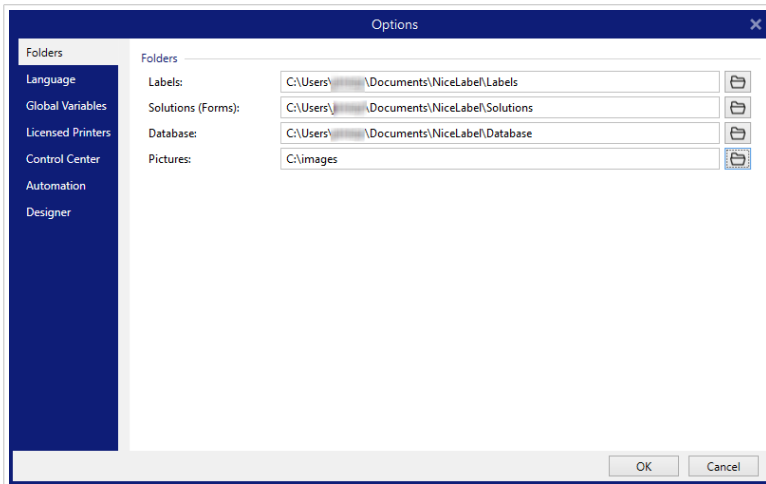 Options
Folders
Language
Global Variables
Licensed Printers
Control Center
Automation
Designer
Folders
Labels: C:\Users\ \Documents\NiceLabel\Labels
Solutions (Forms): C:\Users\ \Documents\NiceLabel\Solutions
Database: C:\Users\ \Documents\NiceLabel\Database
Pictures: C:\images
OK Cancel